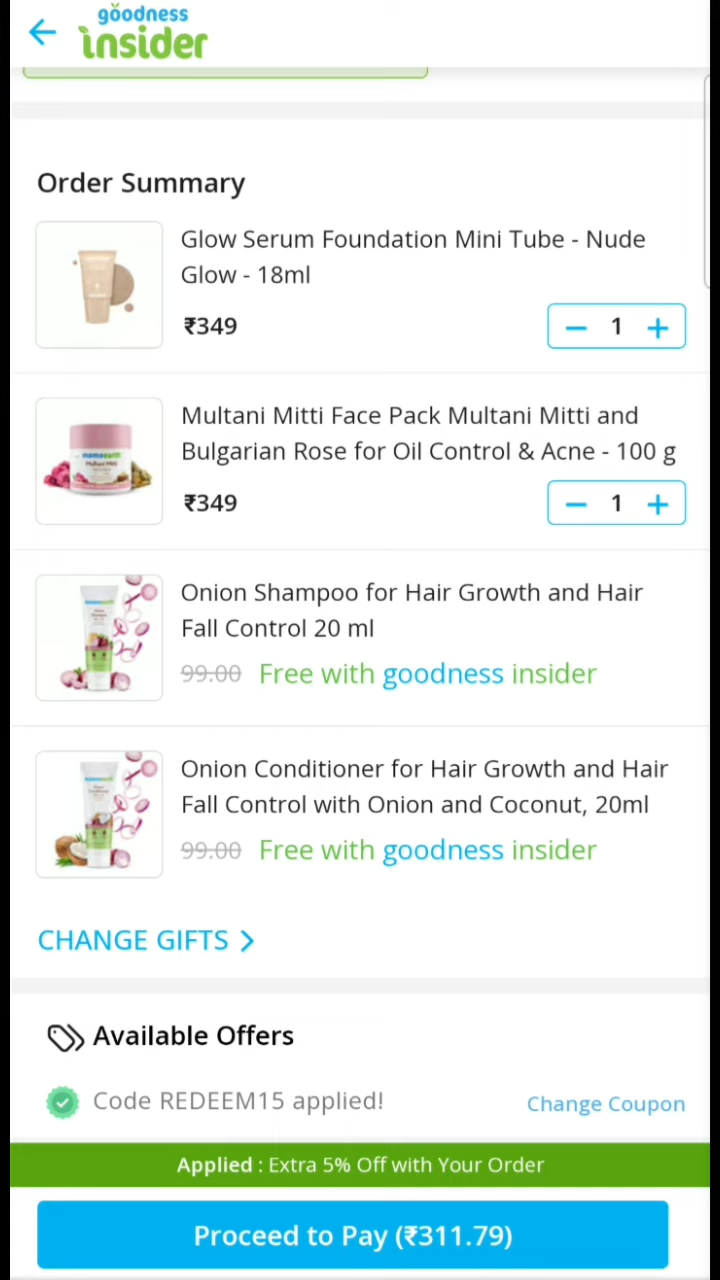 goodness
insider
Order Summary
Glow Serum Foundation Mini Tube - Nude
Glow - 18ml
₹349
− 1 +
Multani Mitti Face Pack Multani Mitti and
Bulgarian Rose for Oil Control & Acne - 100 g
mamaearth
Multani Mitti
₹349
− 1 +
Onion Shampoo for Hair Growth and Hair
Fall Control 20 ml
99.00 Free with goodness insider
Onion Conditioner for Hair Growth and Hair
Fall Control with Onion and Coconut, 20ml
99.00 Free with goodness insider
CHANGE GIFTS >
Available Offers
Code REDEEM15 applied!
Change Coupon
Applied : Extra 5% Off with Your Order
Proceed to Pay (₹311.79)